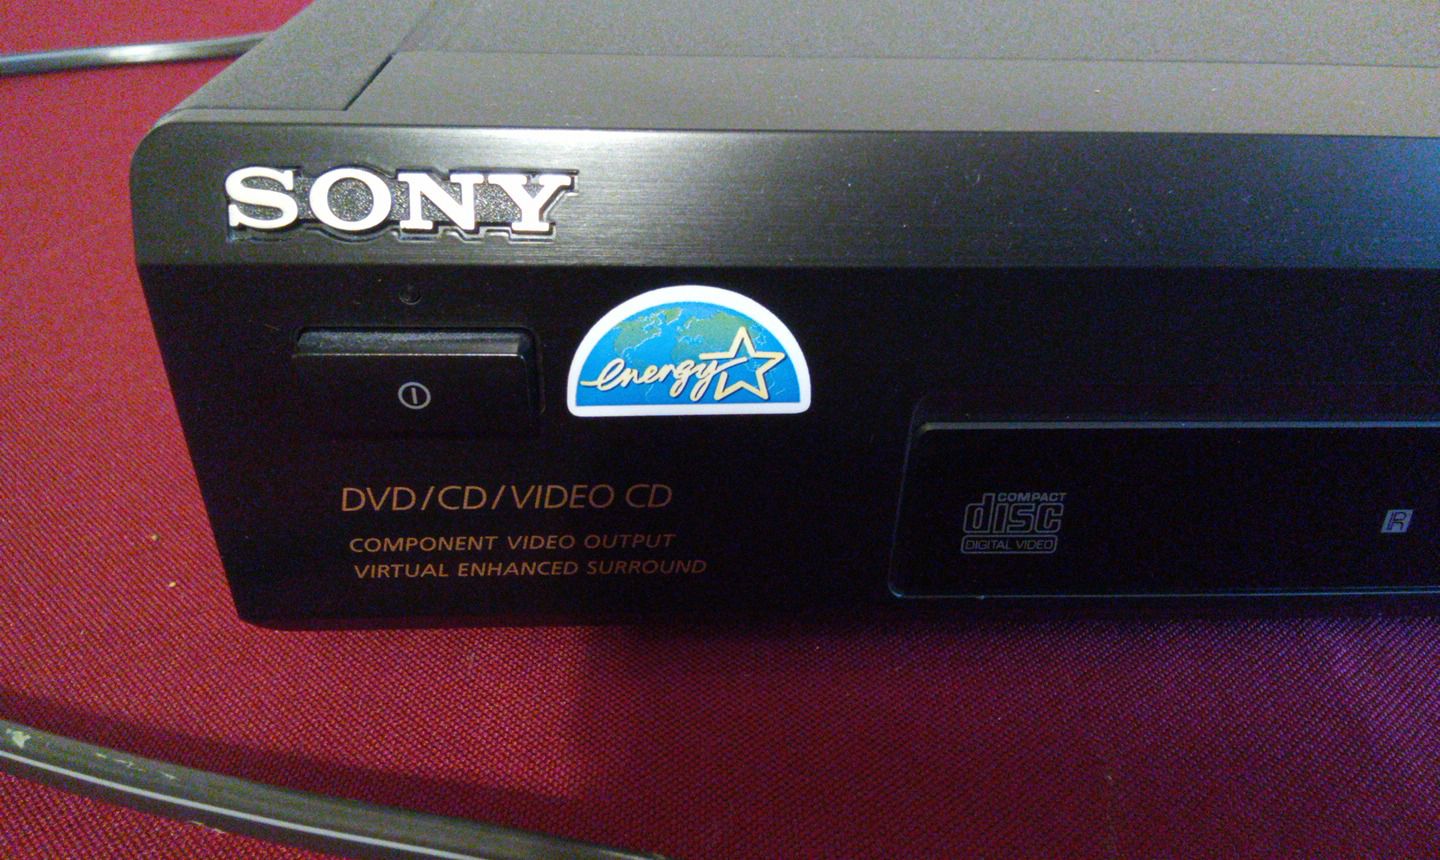 SONY
energy
DVD/CD/VIDEO CD
COMPONENT VIDEO OUTPUT
VIRTUAL ENHANCED SURROUND
COMPACT
disc
DIGITAL VIDEO
R